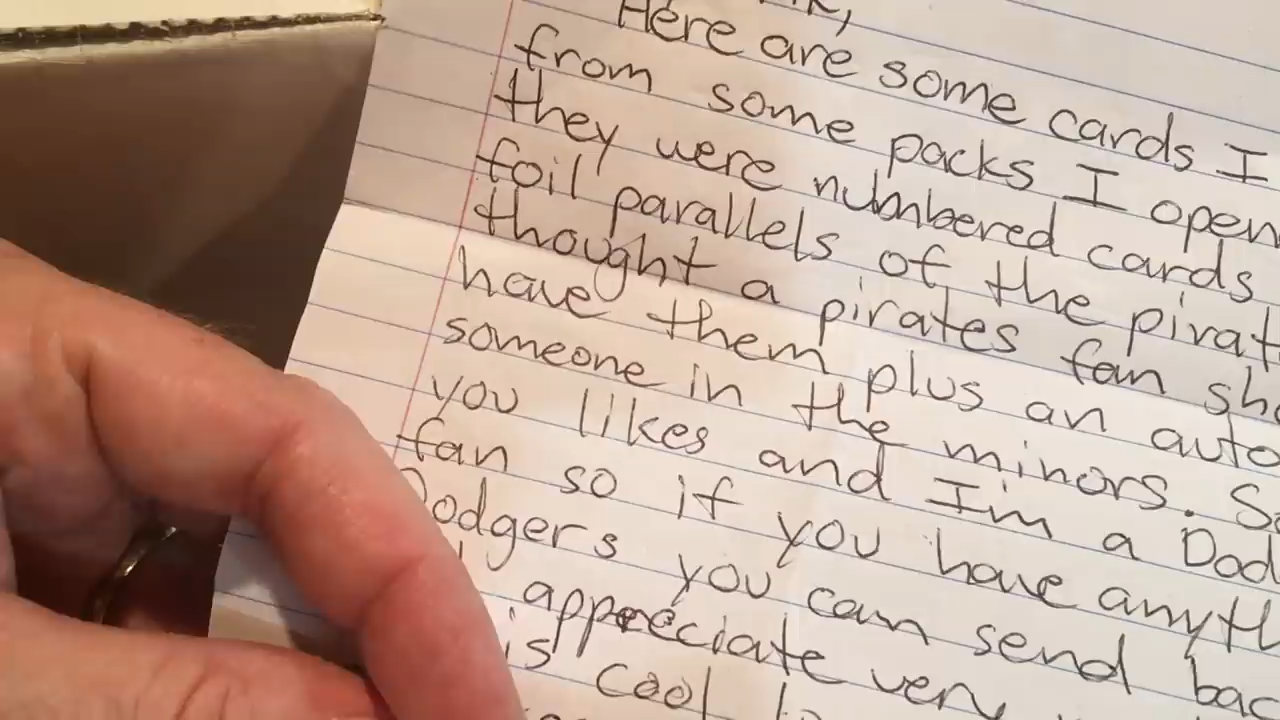 Here are some cards I
from some packs I open
they were numbered cards
foil parallels of the pirat
thought a pirates fan sho
have them plus an auto
someone in the minors. So
you likes and I'm a Dod
fan so if you have anyth
Dodgers you can send bac
appreciate very
is cool